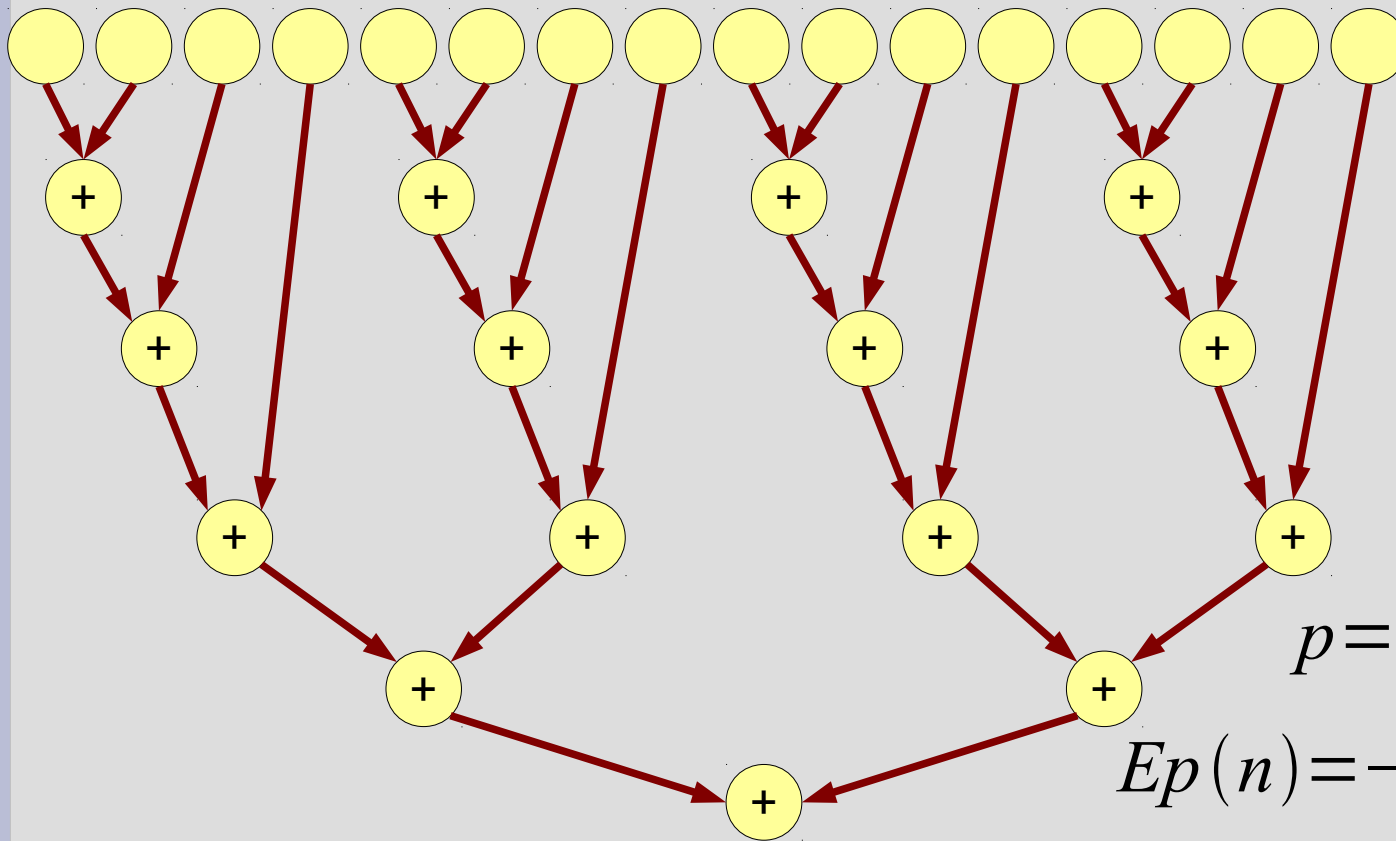 + + + +
+ + + +
+ + + +
p=
+ +
Ep(n)=−
+